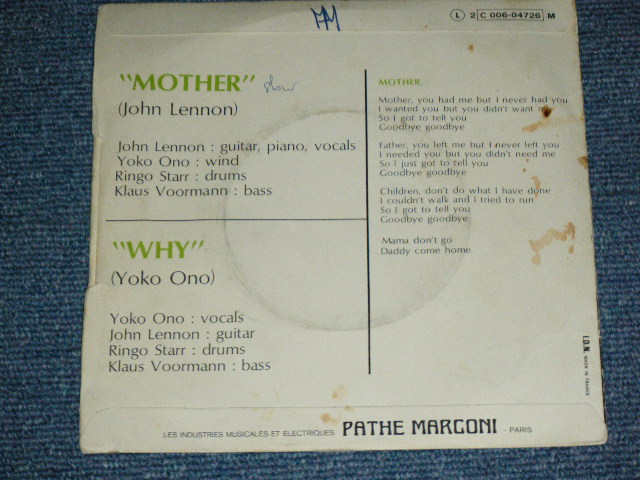 MM
Ⓛ 2 C 006-04726 M
"MOTHER" slow
(John Lennon)
John Lennon : guitar, piano, vocals
Yoko Ono : wind
Ringo Starr : drums
Klaus Voormann : bass
"WHY"
(Yoko Ono)
Yoko Ono : vocals
John Lennon : guitar
Ringo Starr : drums
Klaus Voormann : bass
MOTHER.
Mother, you had me but I never had you
I wanted you but you didn't want me
So I got to tell you
Goodbye goodbye
Father, you left me but I never left you
I needed you but you didn't need me
So I just got to tell you
Goodbye goodbye
Children, don't do what I have done
I couldn't walk and I tried to run
So I got to tell you
Goodbye goodbye
Mama don't go
Daddy come home
I.D.N. MADE IN FRANCE
LES INDUSTRIES MUSICALES ET ELECTRIQUES PATHE MARCONI - PARIS